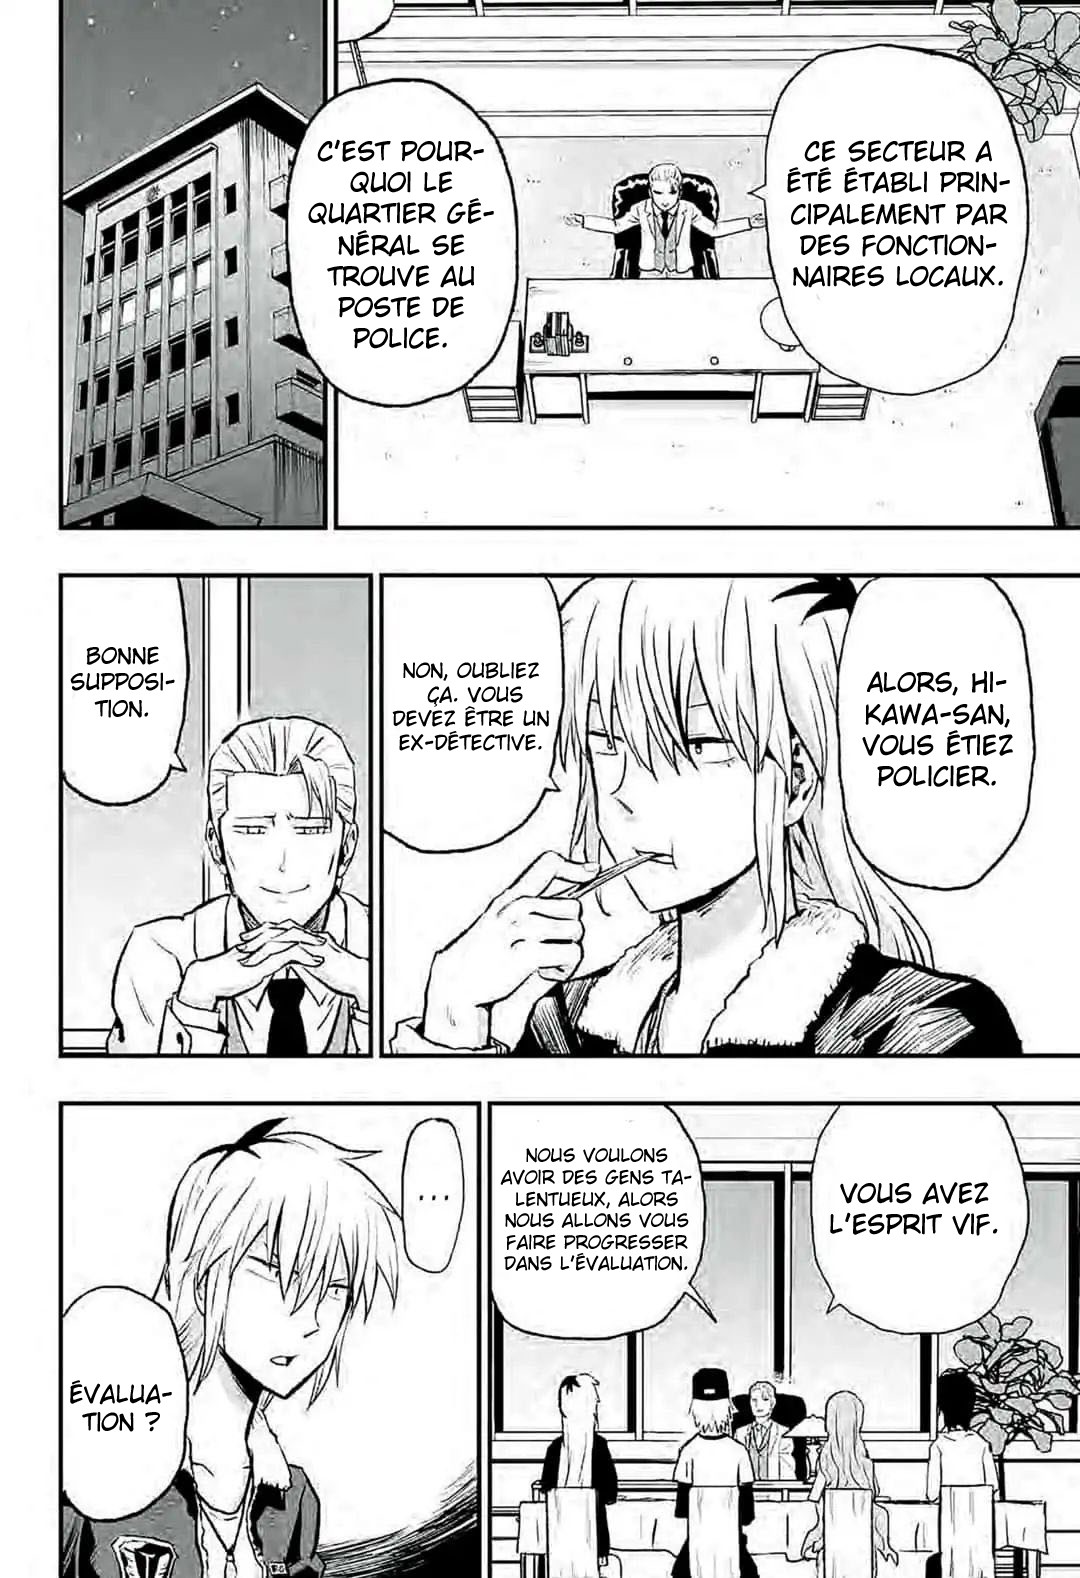 CE SECTEUR A
ÉTÉ ÉTABLI PRIN-
CIPALEMENT PAR
DES FONCTION-
NAIRES LOCAUX.
C'EST POUR-
QUOI LE
QUARTIER GÉ-
NÉRAL SE
TROUVE AU
POSTE DE
POLICE.
ALORS, HI-
KAWA-SAN,
VOUS ÉTIEZ
POLICIER.
NON, OUBLIEZ
ÇA. VOUS
DEVEZ ÊTRE UN
EX-DÉTECTIVE.
BONNE
SUPPOSI-
TION.
VOUS AVEZ
L'ESPRIT VIF.
NOUS VOULONS
AVOIR DES GENS TA-
LENTUEUX, ALORS
NOUS ALLONS VOUS
FAIRE PROGRESSER
DANS L'ÉVALUATION.
...
ÉVALUA-
TION ?